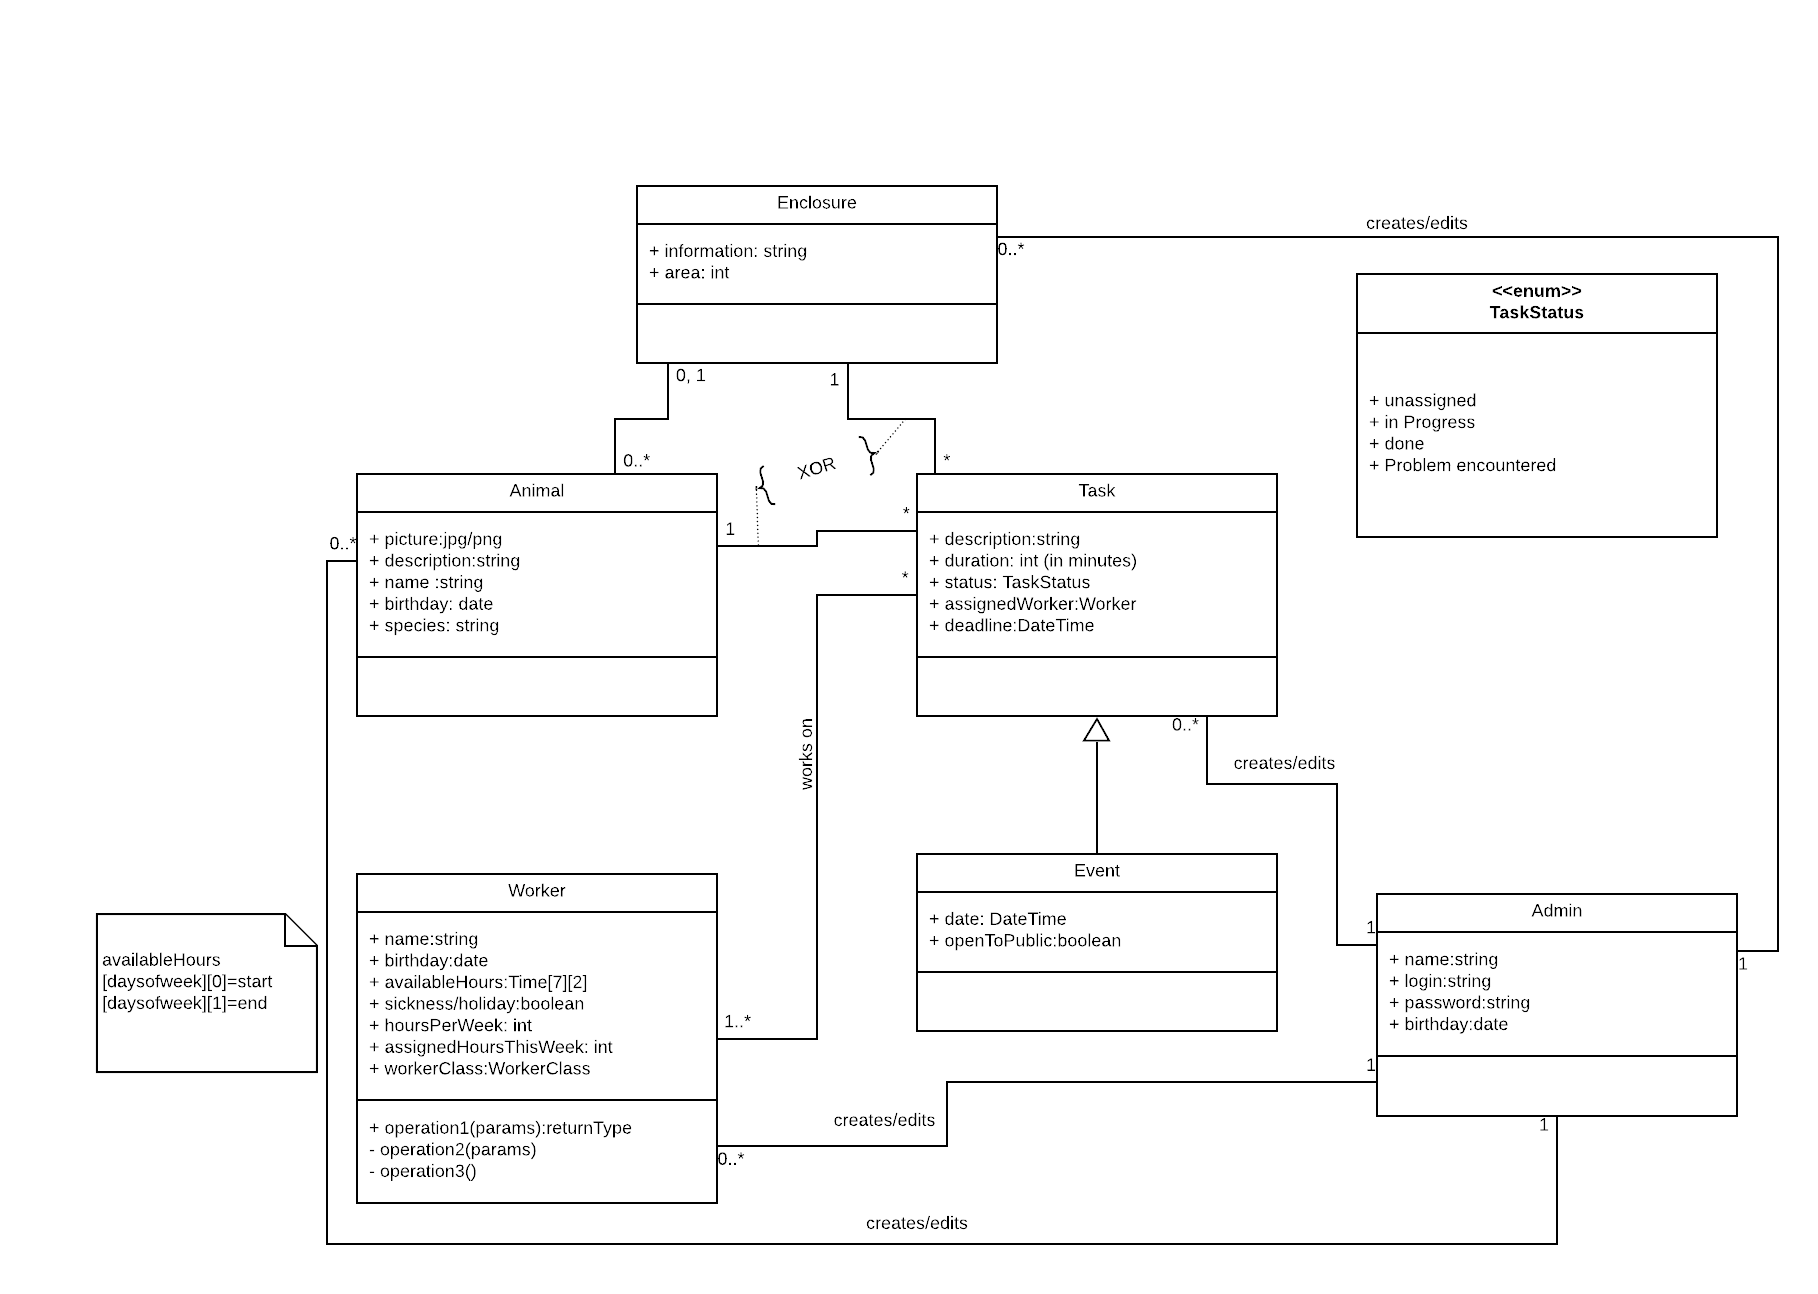 Enclosure
+ information: string
+ area: int
creates/edits
0..*
<<enum>>
TaskStatus
+ unassigned
+ in Progress
+ done
+ Problem encountered
0, 1
1
0..*
XOR
*
Animal
+ picture:jpg/png
+ description:string
+ name :string
+ birthday: date
+ species: string
0..*
1
*
*
Task
+ description:string
+ duration: int (in minutes)
+ status: TaskStatus
+ assignedWorker:Worker
+ deadline:DateTime
works on
0..*
creates/edits
Event
+ date: DateTime
+ openToPublic:boolean
Worker
+ name:string
+ birthday:date
+ availableHours:Time[7][2]
+ sickness/holiday:boolean
+ hoursPerWeek: int
+ assignedHoursThisWeek: int
+ workerClass:WorkerClass
+ operation1(params):returnType
- operation2(params)
- operation3()
availableHours
[daysofweek][0]=start
[daysofweek][1]=end
1..*
1
Admin
+ name:string
+ login:string
+ password:string
+ birthday:date
1
1
creates/edits
0..*
1
creates/edits